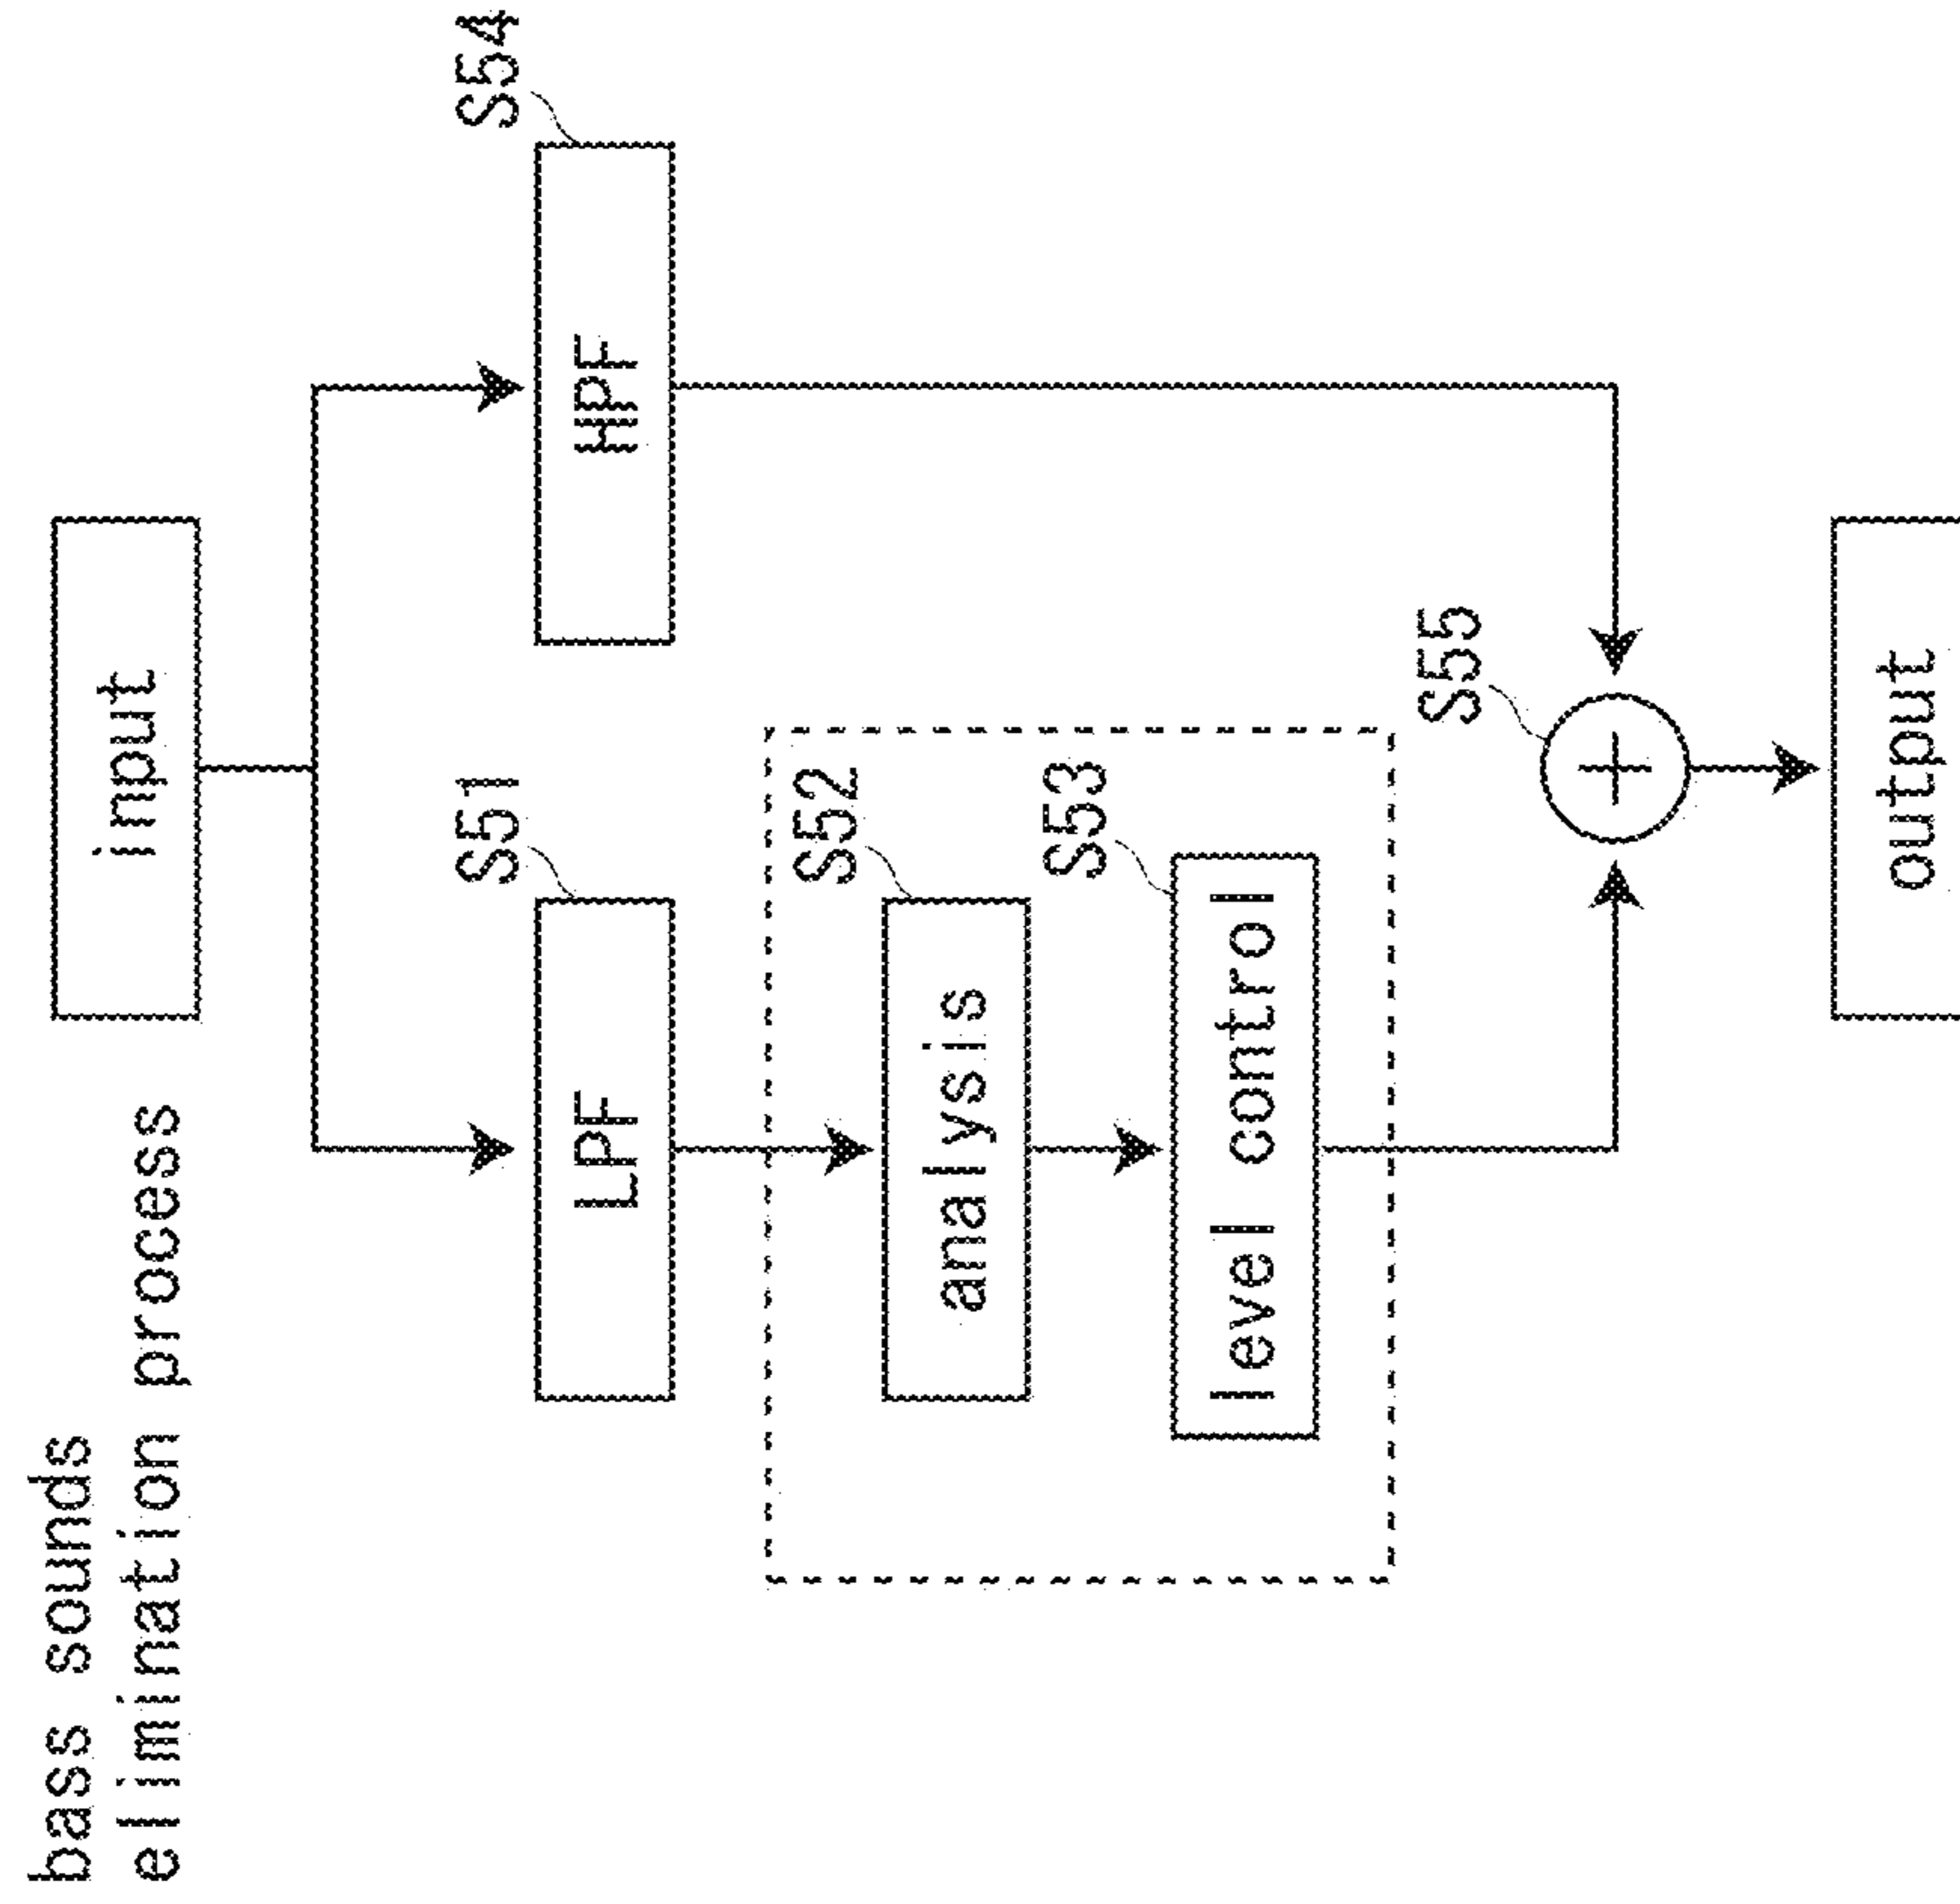 bass sounds
elimination process
input
S51
LPF
S54
HPF
S52
analysis
S53
level control
S55
+
output